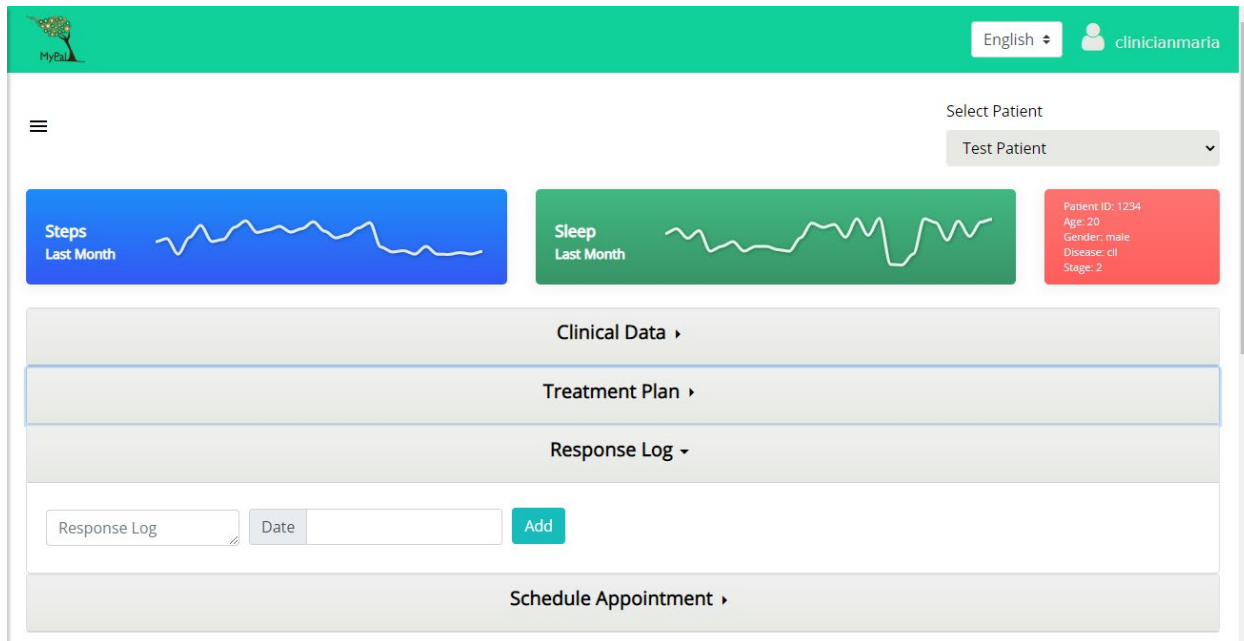 MyPal
English
clinicianmaria
Select Patient
Test Patient
Steps
Last Month
Sleep
Last Month
Patient ID: 1234
Age: 20
Gender: male
Disease: cll
Stage: 2
Clinical Data
Treatment Plan
Response Log
Response Log
Date
Add
Schedule Appointment